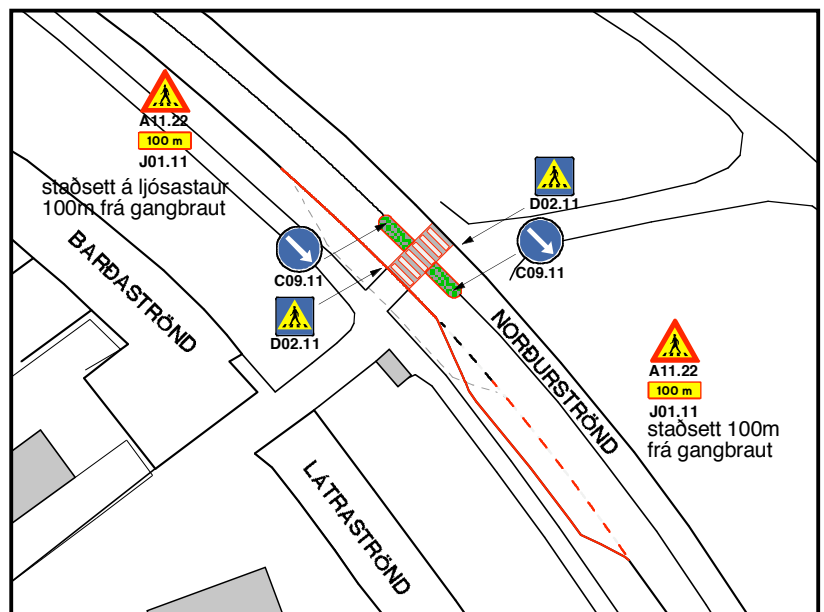 A11.22
100 m
J01.11
staðsett á ljósastaur
100m frá gangbraut
D02.11
C09.11
C09.11
D02.11
BARÐASTRÖND
NORÐURSTRÖND
LÁTRASTRÖND
A11.22
100 m
J01.11
staðsett 100m
frá gangbraut